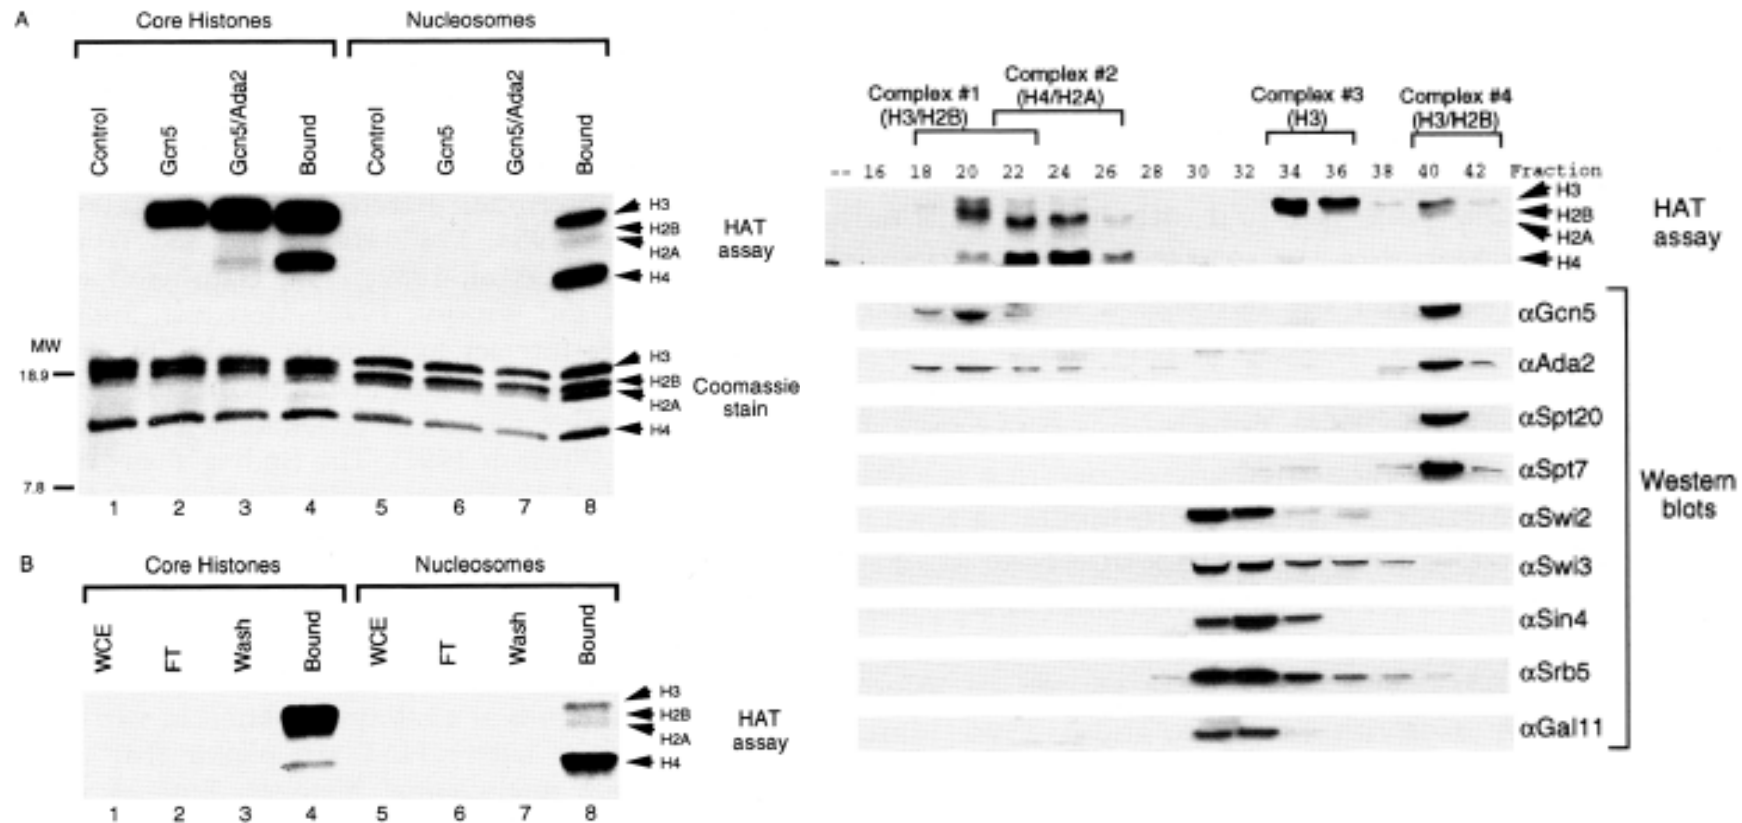 A
Core Histones
Nucleosomes
Control
Gcn5
Gcn5/Ada2
Bound
Control
Gcn5
Gcn5/Ada2
Bound
H3
H2B
H2A
H4
HAT
assay
MW
18.9
7.8
H3
H2B
H2A
H4
Coomassie
stain
1 2 3 4 5 6 7 8
B
Core Histones
Nucleosomes
WCE
FT
Wash
Bound
WCE
FT
Wash
Bound
H3
H2B
H2A
H4
HAT
assay
1 2 3 4 5 6 7 8
Complex #1
(H3/H2B)
Complex #2
(H4/H2A)
Complex #3
(H3)
Complex #4
(H3/H2B)
-- 16 18 20 22 24 26 28 30 32 34 36 38 40 42 Fraction
H3
H2B
H2A
H4
HAT
assay
αGcn5
αAda2
αSpt20
αSpt7
αSwi2
αSwi3
αSin4
αSrb5
αGal11
Western
blots